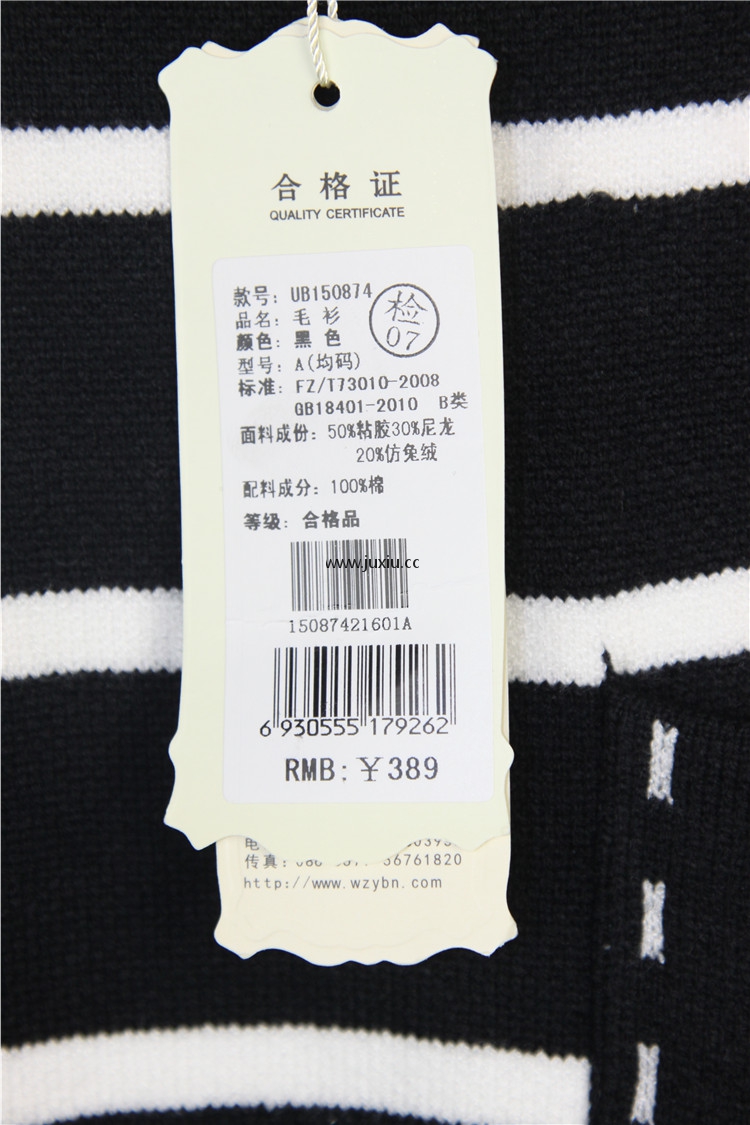 合格证
QUALITY CERTIFICATE
款号: UB150874
检
07
品名: 毛衫
颜色: 黑色
型号: A(均码)
标准: FZ/T73010-2008
GB18401-2010 B类
面料成份: 50%粘胶30%尼龙
20%仿兔绒
配料成分: 100%棉
等级: 合格品
www.juxiu.cc
15087421601A
6 930555 179262
RMB: ¥389
传真: 56761820
http://www.wzybn.com